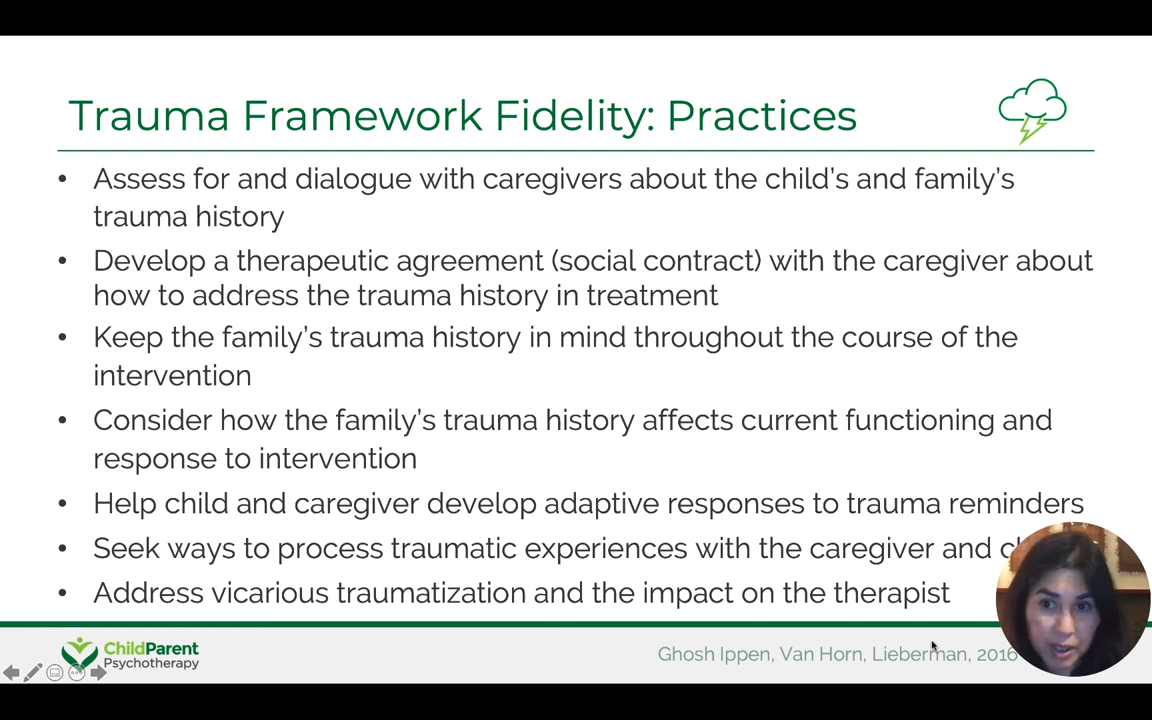 Trauma Framework Fidelity: Practices
• Assess for and dialogue with caregivers about the child’s and family’s
trauma history
• Develop a therapeutic agreement (social contract) with the caregiver about
how to address the trauma history in treatment
• Keep the family’s trauma history in mind throughout the course of the
intervention
• Consider how the family’s trauma history affects current functioning and
response to intervention
• Help child and caregiver develop adaptive responses to trauma reminders
• Seek ways to process traumatic experiences with the caregiver and
• Address vicarious traumatization and the impact on the therapist
ChildParent
Psychotherapy
Ghosh Ippen, Van Horn, Lieberman, 2016